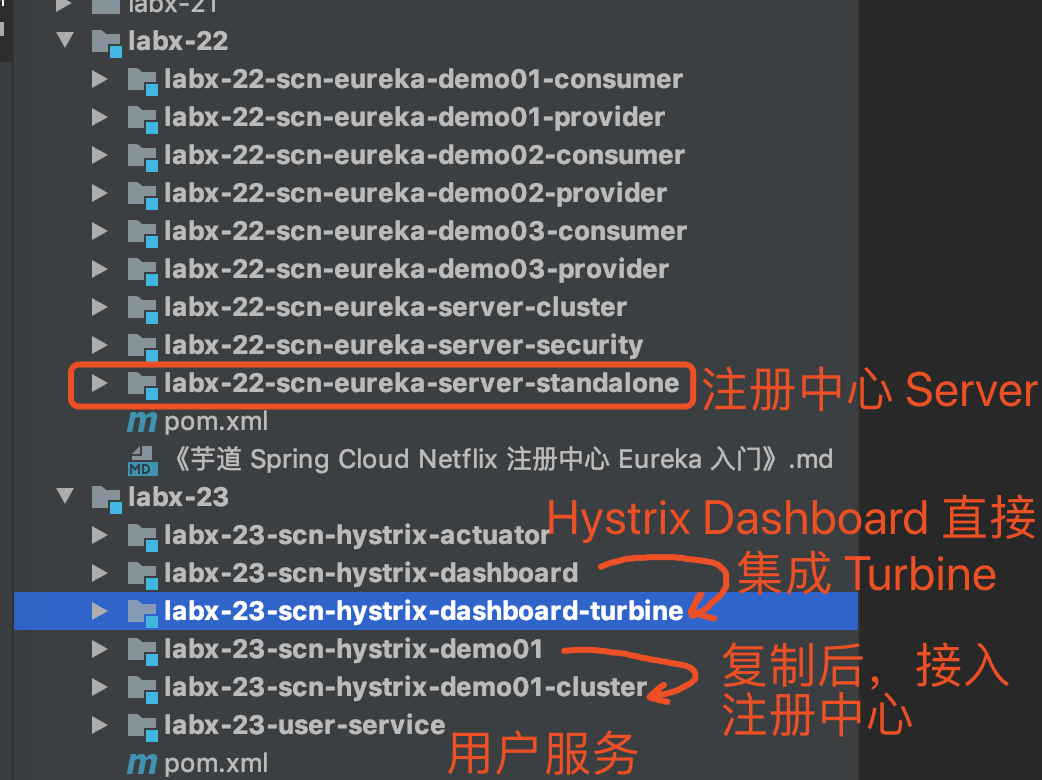 labx-21
labx-22
labx-22-scn-eureka-demo01-consumer
labx-22-scn-eureka-demo01-provider
labx-22-scn-eureka-demo02-consumer
labx-22-scn-eureka-demo02-provider
labx-22-scn-eureka-demo03-consumer
labx-22-scn-eureka-demo03-provider
labx-22-scn-eureka-server-cluster
labx-22-scn-eureka-server-security
labx-22-scn-eureka-server-standalone 注册中心 Server
m pom.xml
MD 《芋道 Spring Cloud Netflix 注册中心 Eureka 入门》.md
labx-23
labx-23-scn-hystrix-actuator
Hystrix Dashboard 直接
集成 Turbine
labx-23-scn-hystrix-dashboard
labx-23-scn-hystrix-dashboard-turbine
labx-23-scn-hystrix-demo01
labx-23-scn-hystrix-demo01-cluster
复制后，接入
注册中心
labx-23-user-service
用户服务
m pom.xml